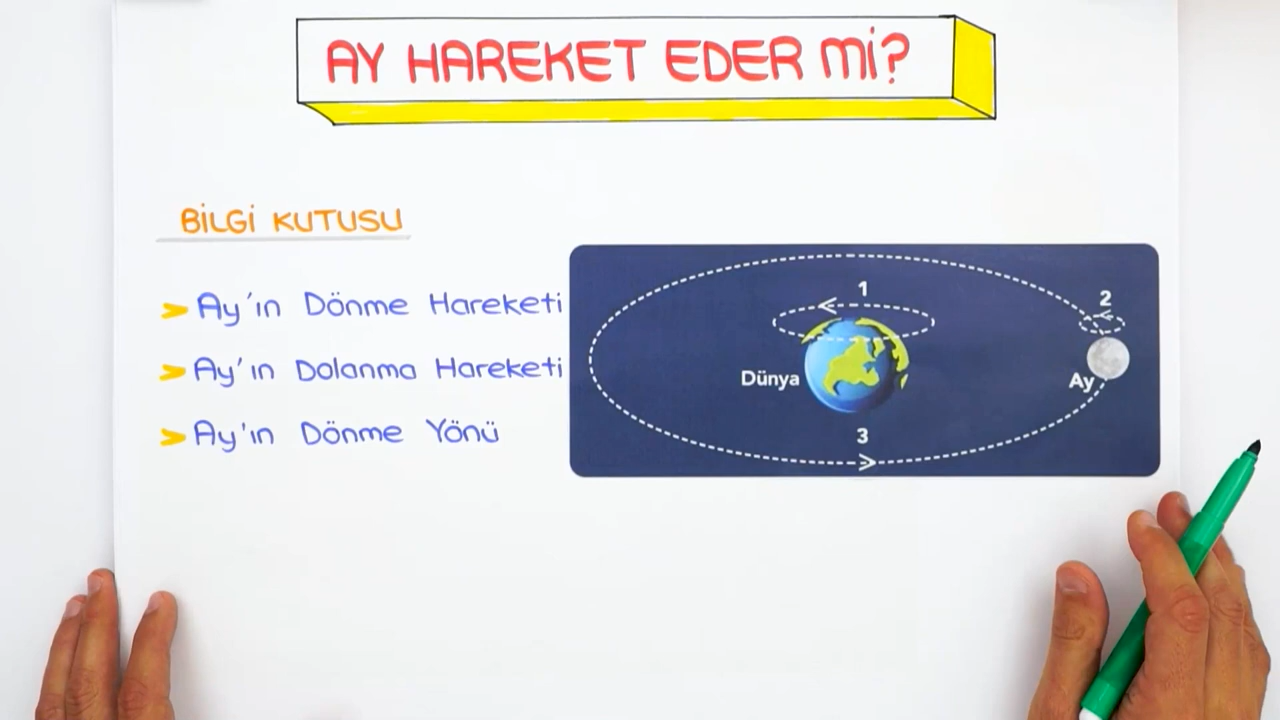 AY HAREKET EDER Mİ?
BİLGİ KUTUSU
Ay'ın Dönme Hareketi
Ay'ın Dolanma Hareketi
Ay'ın Dönme Yönü
1
2
Dünya
Ay
3